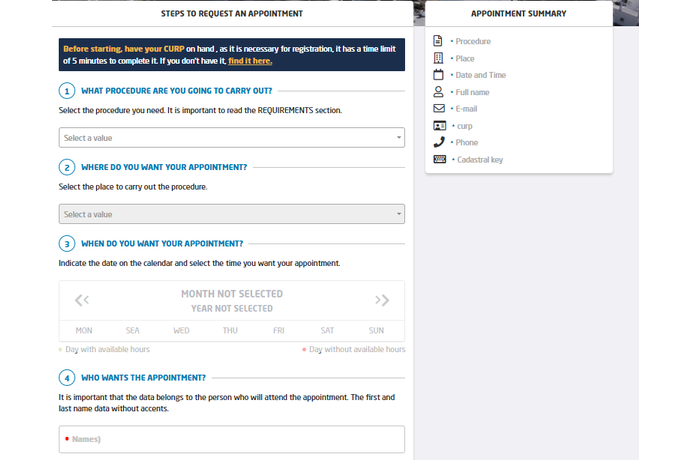 STEPS TO REQUEST AN APPOINTMENT
Before starting, have your CURP on hand , as it is necessary for registration, it has a time limit
of 5 minutes to complete it. If you don't have it, find it here.
1 WHAT PROCEDURE ARE YOU GOING TO CARRY OUT?
Select the procedure you need. It is important to read the REQUIREMENTS section.
Select a value
2 WHERE DO YOU WANT YOUR APPOINTMENT?
Select the place to carry out the procedure.
Select a value
3 WHEN DO YOU WANT YOUR APPOINTMENT?
Indicate the date on the calendar and select the time you want your appointment.
MONTH NOT SELECTED
YEAR NOT SELECTED
MON SEA WED THU FRI SAT SUN
Day with available hours Day without available hours
4 WHO WANTS THE APPOINTMENT?
It is important that the data belongs to the person who will attend the appointment. The first and
last name data without accents.
Names)
APPOINTMENT SUMMARY
• Procedure
• Place
• Date and Time
• Full name
• E-mail
• curp
• Phone
• Cadastral key